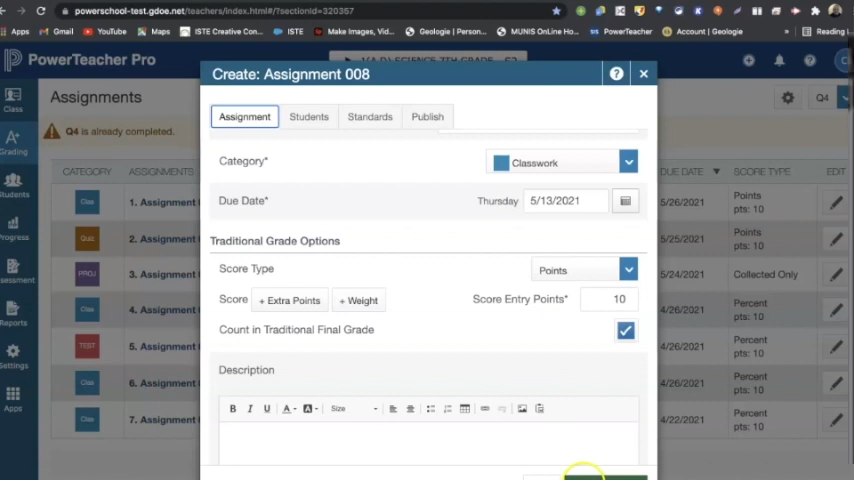 powerschool-test.gdoe.net/teachers/index.html#/?sectionid=320357
Apps Gmail YouTube Maps ISTE Creative Con... ISTE Make Images, Vid... Geologie | Person... MUNIS OnLine Ho... PowerTeacher Account | Geologie » Reading
PowerTeacher Pro
Create: Assignment 008
Class
Grading
Students
Progress
Reports
Settings
Apps
Assignments
Q4
Q4 is already completed.
CATEGORY ASSIGNMENTS DUE DATE SCORE TYPE EDIT
Clas 1. Assignment 5/26/2021 Points pts: 10
Quic 2. Assignment 5/25/2021 Points pts: 10
PROJ 3. Assignment 5/24/2021 Collected Only
Clas 4. Assignment 4/26/2021 Percent pts: 10
TEST 5. Assignment 4/26/2021 Percent pts: 10
Clas 6. Assignment 4/26/2021 Percent pts: 10
Clas 7. Assignment 4/22/2021 Percent pts: 10
Assignment Students Standards Publish
Category* Classwork
Due Date* Thursday 5/13/2021
Traditional Grade Options
Score Type Points
Score + Extra Points + Weight Score Entry Points* 10
Count in Traditional Final Grade
Description
B I U A A Size